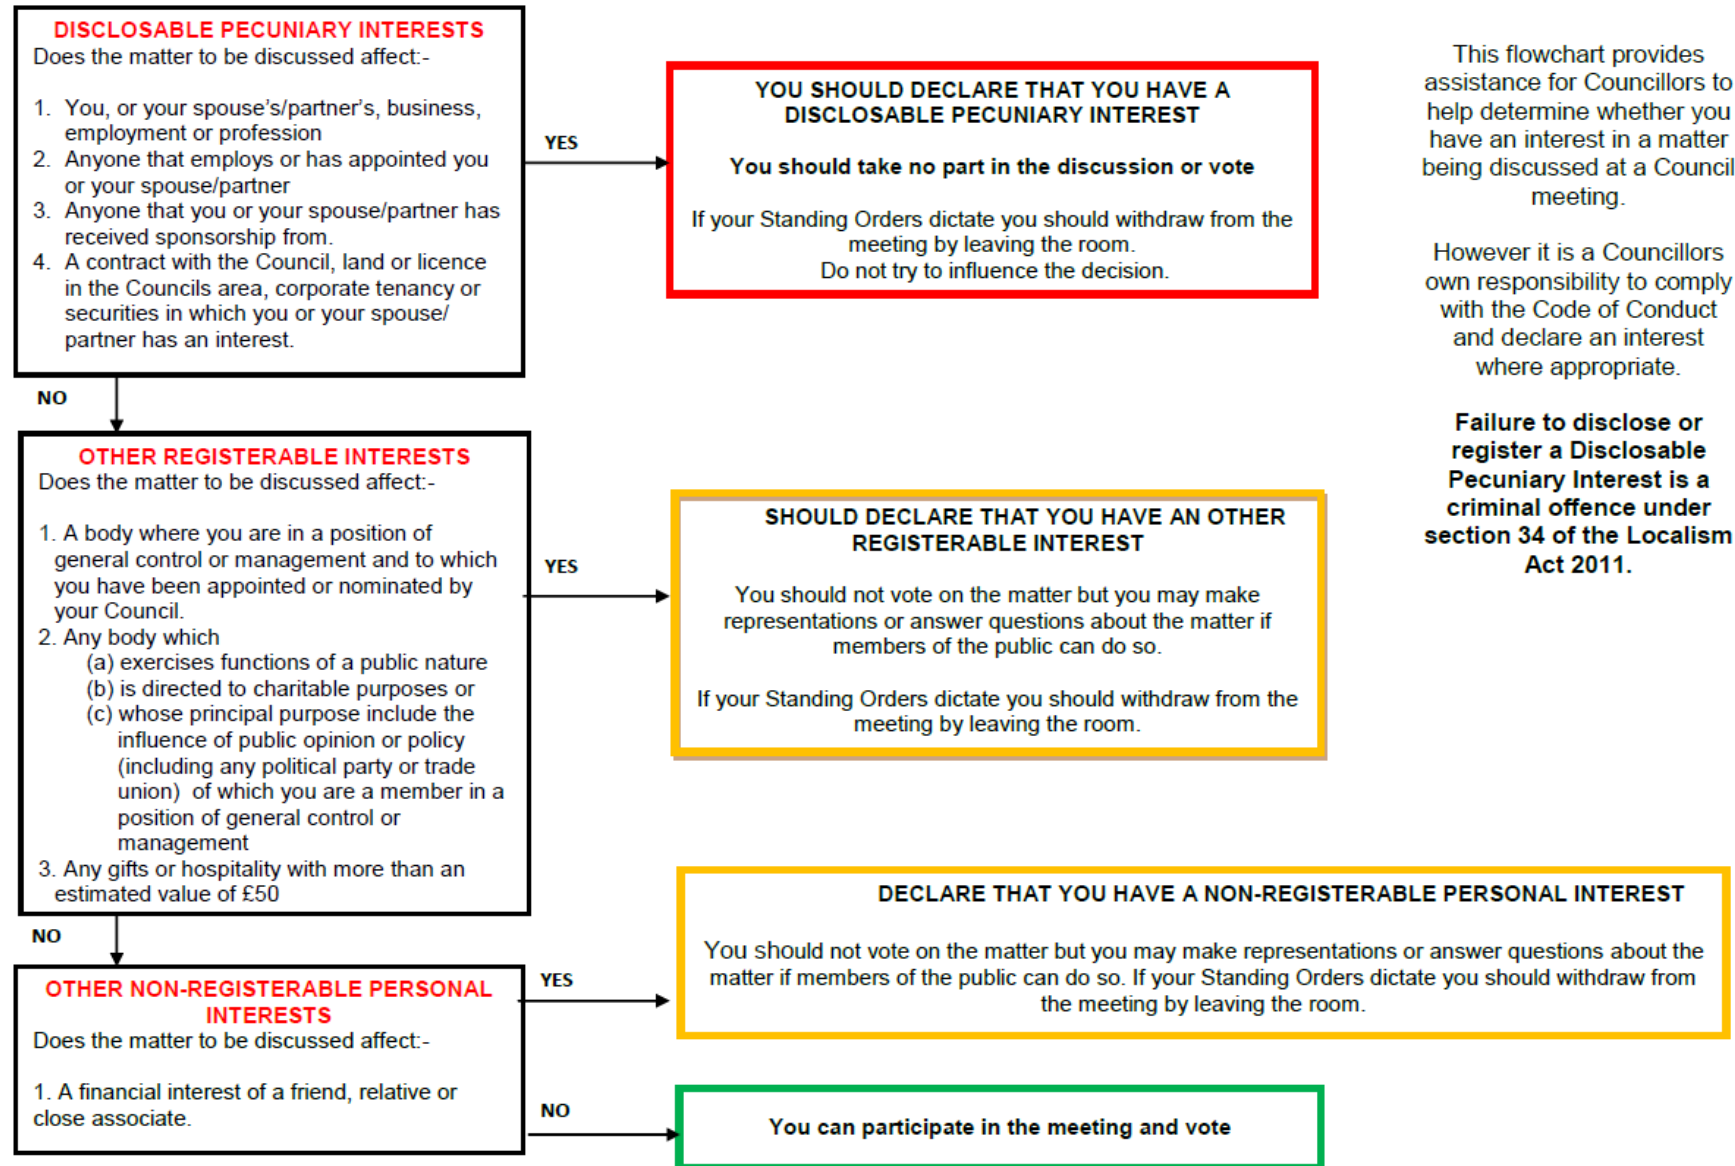 DISCLOSABLE PECUNIARY INTERESTS
Does the matter to be discussed affect:-
1. You, or your spouse's/partner's, business,
employment or profession
2. Anyone that employs or has appointed you
or your spouse/partner
3. Anyone that you or your spouse/partner has
received sponsorship from.
4. A contract with the Council, land or licence
in the Councils area, corporate tenancy or
securities in which you or your spouse/
partner has an interest.
YES
YOU SHOULD DECLARE THAT YOU HAVE A
DISCLOSABLE PECUNIARY INTEREST
You should take no part in the discussion or vote
If your Standing Orders dictate you should withdraw from the
meeting by leaving the room.
Do not try to influence the decision.
This flowchart provides
assistance for Councillors to
help determine whether you
have an interest in a matter
being discussed at a Council
meeting.
However it is a Councillors
own responsibility to comply
with the Code of Conduct
and declare an interest
where appropriate.
Failure to disclose or
register a Disclosable
Pecuniary Interest is a
criminal offence under
section 34 of the Localism
Act 2011.
NO
OTHER REGISTERABLE INTERESTS
Does the matter to be discussed affect:-
1. A body where you are in a position of
general control or management and to which
you have been appointed or nominated by
your Council.
2. Any body which
(a) exercises functions of a public nature
(b) is directed to charitable purposes or
(c) whose principal purpose include the
influence of public opinion or policy
(including any political party or trade
union) of which you are a member in a
position of general control or
management
3. Any gifts or hospitality with more than an
estimated value of £50
YES
SHOULD DECLARE THAT YOU HAVE AN OTHER
REGISTERABLE INTEREST
You should not vote on the matter but you may make
representations or answer questions about the matter if
members of the public can do so.
If your Standing Orders dictate you should withdraw from the
meeting by leaving the room.
NO
OTHER NON-REGISTERABLE PERSONAL
INTERESTS
Does the matter to be discussed affect:-
1. A financial interest of a friend, relative or
close associate.
YES
DECLARE THAT YOU HAVE A NON-REGISTERABLE PERSONAL INTEREST
You should not vote on the matter but you may make representations or answer questions about the
matter if members of the public can do so. If your Standing Orders dictate you should withdraw from
the meeting by leaving the room.
NO
You can participate in the meeting and vote